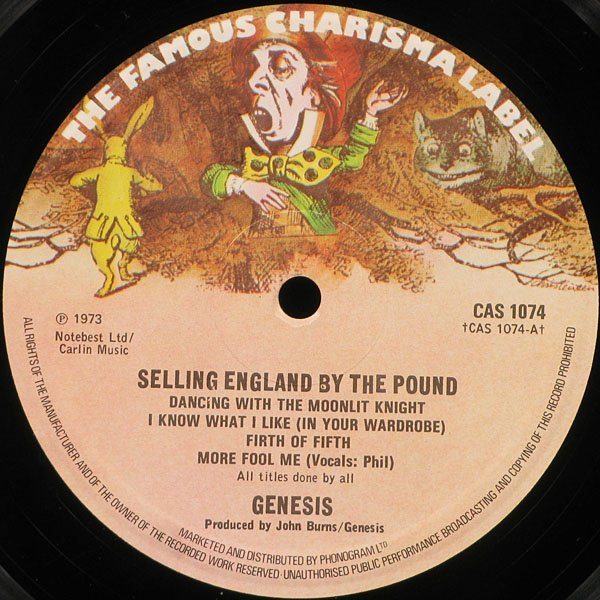 THE FAMOUS CHARISMA LABEL
℗ 1973
Notebest Ltd/
Carlin Music
CAS 1074
†CAS 1074-A†
SELLING ENGLAND BY THE POUND
DANCING WITH THE MOONLIT KNIGHT
I KNOW WHAT I LIKE (IN YOUR WARDROBE)
FIRTH OF FIFTH
MORE FOOL ME (Vocals: Phil)
All titles done by all
GENESIS
Produced by John Burns/Genesis
MARKETED AND DISTRIBUTED BY PHONOGRAM LTD
ALL RIGHTS OF THE MANUFACTURER AND OF THE OWNER OF THE RECORDED WORK RESERVED · UNAUTHORISED PUBLIC PERFORMANCE BROADCASTING AND COPYING OF THIS RECORD PROHIBITED